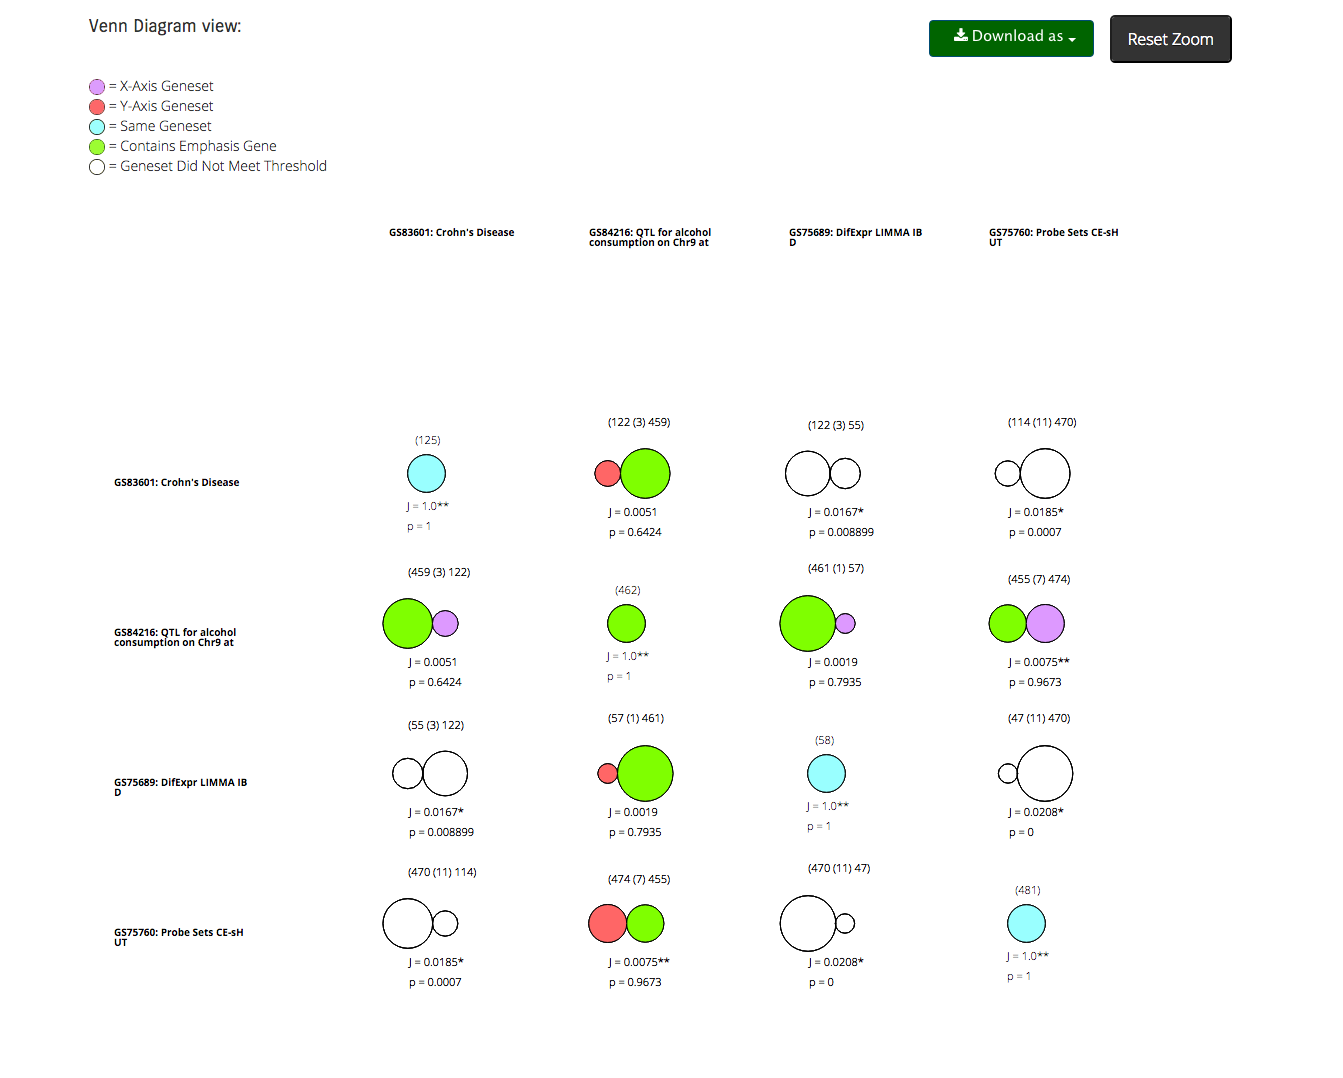 Venn Diagram view:
Download as
Reset Zoom
= X-Axis Geneset
= Y-Axis Geneset
= Same Geneset
= Contains Emphasis Gene
= Geneset Did Not Meet Threshold
GS83601: Crohn's Disease
GS84216: QTL for alcohol
consumption on Chr9 at
GS75689: DifExpr LIMMA IB
D
GS75760: Probe Sets CE-sH
UT
GS83601: Crohn's Disease
(125)
J = 1.0**
p = 1
(122 (3) 459)
J = 0.0051
p = 0.6424
(122 (3) 55)
J = 0.0167*
p = 0.008899
(114 (11) 470)
J = 0.0185*
p = 0.0007
GS84216: QTL for alcohol
consumption on Chr9 at
(459 (3) 122)
J = 0.0051
p = 0.6424
(462)
J = 1.0**
p = 1
(461 (1) 57)
J = 0.0019
p = 0.7935
(455 (7) 474)
J = 0.0075**
p = 0.9673
GS75689: DifExpr LIMMA IB
D
(55 (3) 122)
J = 0.0167*
p = 0.008899
(57 (1) 461)
J = 0.0019
p = 0.7935
(58)
J = 1.0**
p = 1
(47 (11) 470)
J = 0.0208*
p = 0
GS75760: Probe Sets CE-sH
UT
(470 (11) 114)
J = 0.0185*
p = 0.0007
(474 (7) 455)
J = 0.0075**
p = 0.9673
(470 (11) 47)
J = 0.0208*
p = 0
(481)
J = 1.0**
p = 1